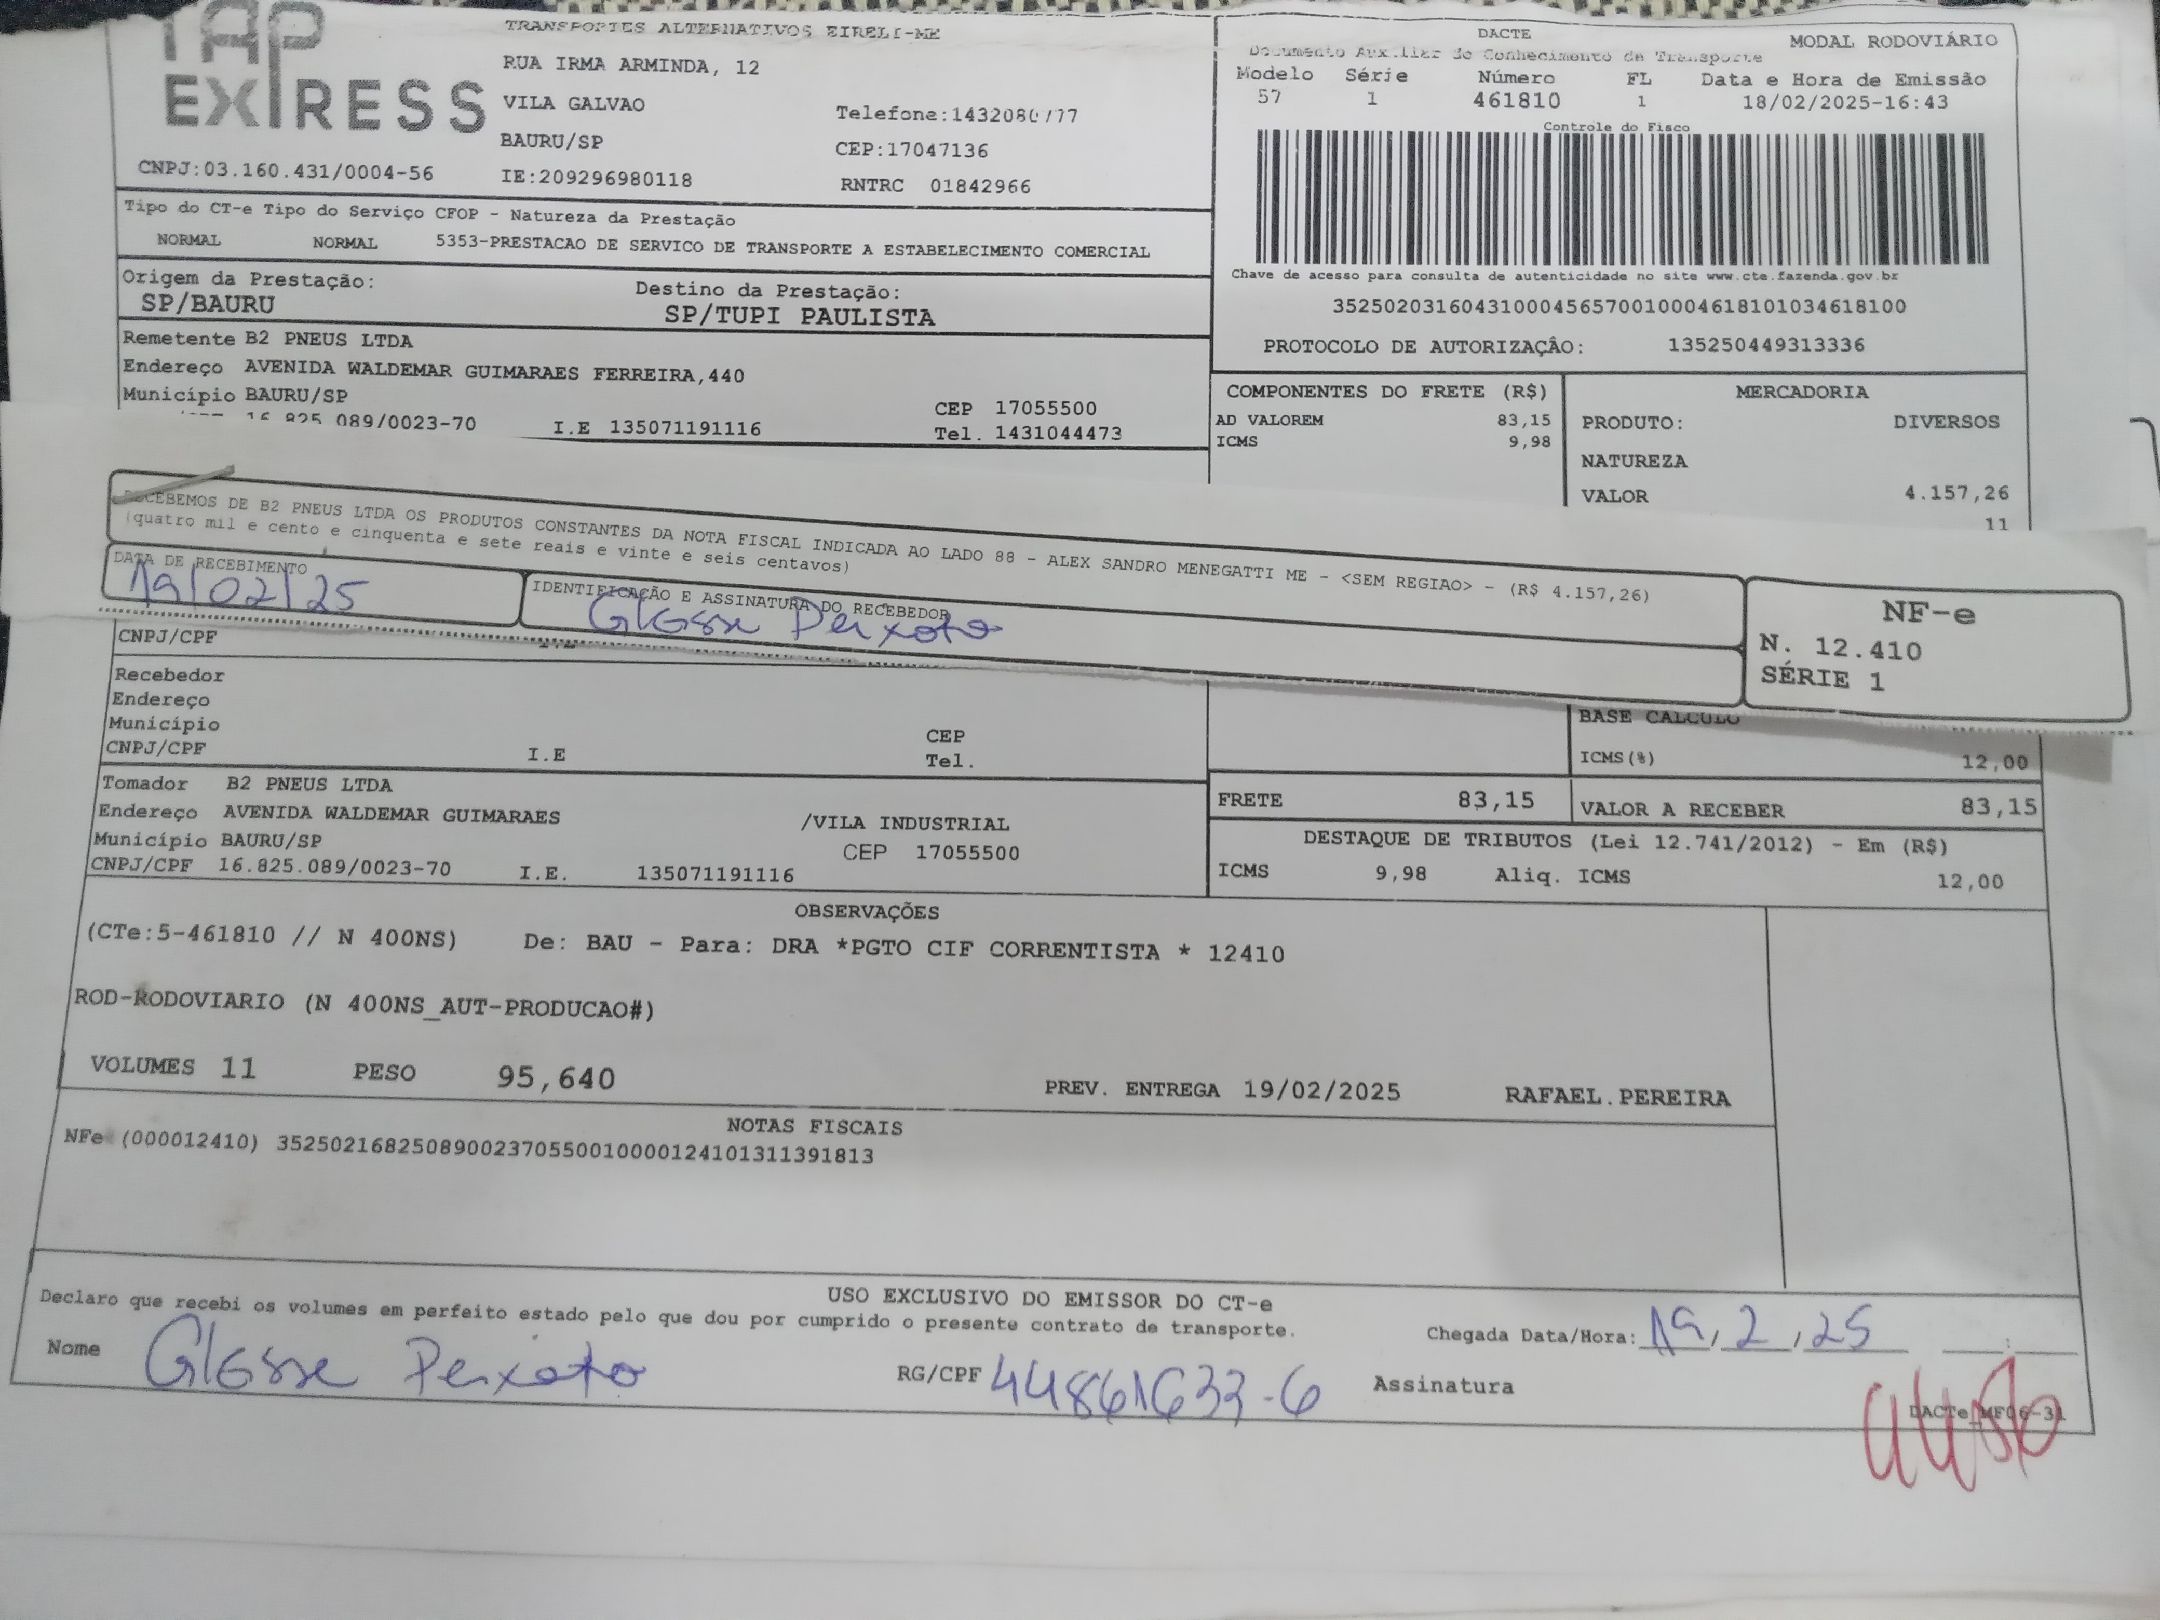 TAP
EXPRESS
CNPJ:03.160.431/0004-56
TRANSPORTES ALTERNATIVOS EIRELI-ME
RUA IRMA ARMINDA, 12
VILA GALVAO
BAURU/SP
IE:209296980118
CEP:17047136
RNTRC 01842966
DACTE
MODAL RODOVIÁRIO
Documento Auxiliar do Conhecimento de Transporte
Modelo Série Número FL Data e Hora de Emissão
57 1 461810 1 18/02/2025-16:43
Controle do Fisco
Chave de acesso para consulta de autenticidade no site www.cte.fazenda.gov.br
35250203160431000456570010004618101034618100
PROTOCOLO DE AUTORIZAÇÂO: 135250449313336
Tipo do CT-e Tipo do Serviço CFOP - Natureza da Prestação
NORMAL NORMAL 5353-PRESTACAO DE SERVICO DE TRANSPORTE A ESTABELECIMENTO COMERCIAL
Origem da Prestação: Destino da Prestação:
SP/BAURU SP/TUPI PAULISTA
Remetente B2 PNEUS LTDA
Endereço AVENIDA WALDEMAR GUIMARAES FERREIRA,440
Município BAURU/SP CEP 17055500
16.825.089/0023-70 I.E 135071191116 Tel. 1431044473
COMPONENTES DO FRETE (R$)
AD VALOREM 83,15
ICMS 9,98
MERCADORIA
PRODUTO: DIVERSOS
NATUREZA
VALOR 4.157,26
11
RECEBEMOS DE B2 PNEUS LTDA OS PRODUTOS CONSTANTES DA NOTA FISCAL INDICADA AO LADO 88 - ALEX SANDRO MENEGATTI ME - <SEM REGIAO> - (R$ 4.157,26)
(quatro mil e cento e cinquenta e sete reais e vinte e seis centavos)
DATA DE RECEBIMENTO
19/02/25
IDENTIFICAÇÃO E ASSINATURA DO RECEBEDOR
Peixoto
NF-e
N. 12.410
SÉRIE 1
CNPJ/CPF
Recebedor
Endereço
Município CEP
CNPJ/CPF I.E Tel.
BASE CALCULO
ICMS(%) 12,00
Tomador B2 PNEUS LTDA
Endereço AVENIDA WALDEMAR GUIMARAES /VILA INDUSTRIAL
Município BAURU/SP CEP 17055500
CNPJ/CPF 16.825.089/0023-70 I.E. 135071191116
FRETE 83,15 VALOR A RECEBER 83,15
DESTAQUE DE TRIBUTOS (Lei 12.741/2012) - Em (R$)
ICMS 9,98 Aliq. ICMS 12,00
OBSERVAÇÕES
(CTe:5-461810 // N 400NS) De: BAU - Para: DRA *PGTO CIF CORRENTISTA * 12410
ROD-RODOVIARIO (N 400NS_AUT-PRODUCAO#)
VOLUMES 11 PESO 95,640 PREV. ENTREGA 19/02/2025 RAFAEL.PEREIRA
NOTAS FISCAIS
NFe (000012410) 35250216825089002370550010000124101311391813
USO EXCLUSIVO DO EMISSOR DO CT-e
Declaro que recebi os volumes em perfeito estado pelo que dou por cumprido o presente contrato de transporte.
Chegada Data/Hora: 19/2/25
Nome Peixoto RG/CPF 44861633-6 Assinatura
DACTe_MF06-31